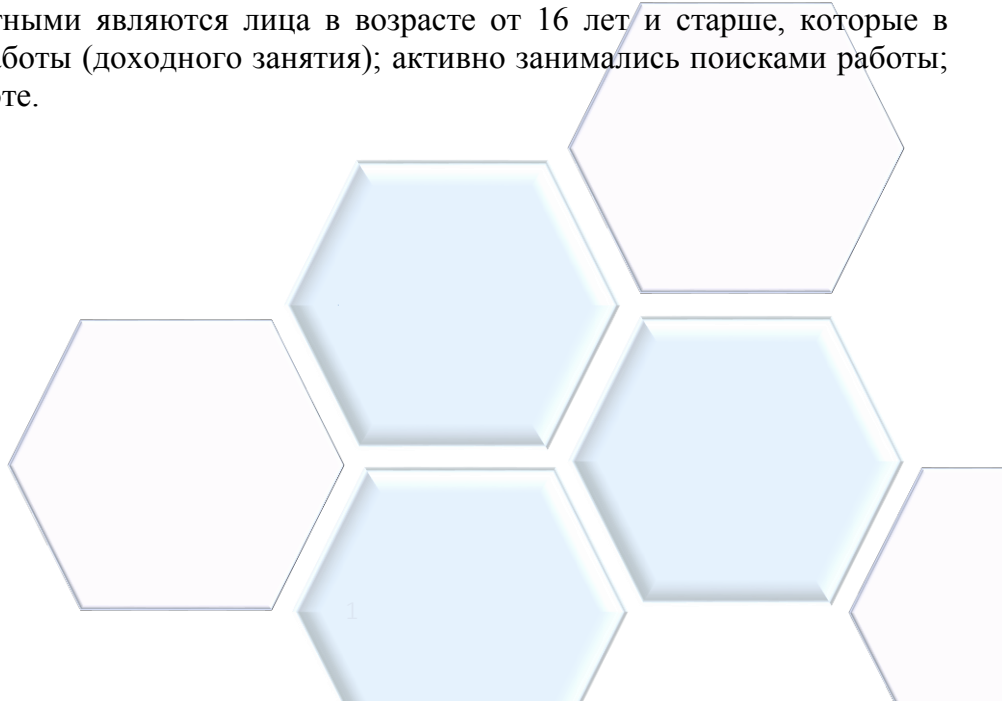 тными являются лица в возрасте от 16 лет и старше, которые в
боты (доходного занятия); активно занимались поисками работы;
те.
1